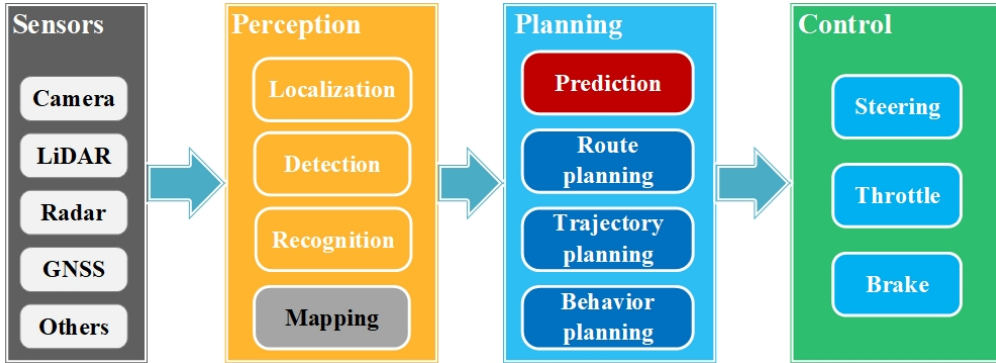 Sensors
Camera
LiDAR
Radar
GNSS
Others
Perception
Localization
Detection
Recognition
Mapping
Planning
Prediction
Route
planning
Trajectory
planning
Behavior
planning
Control
Steering
Throttle
Brake